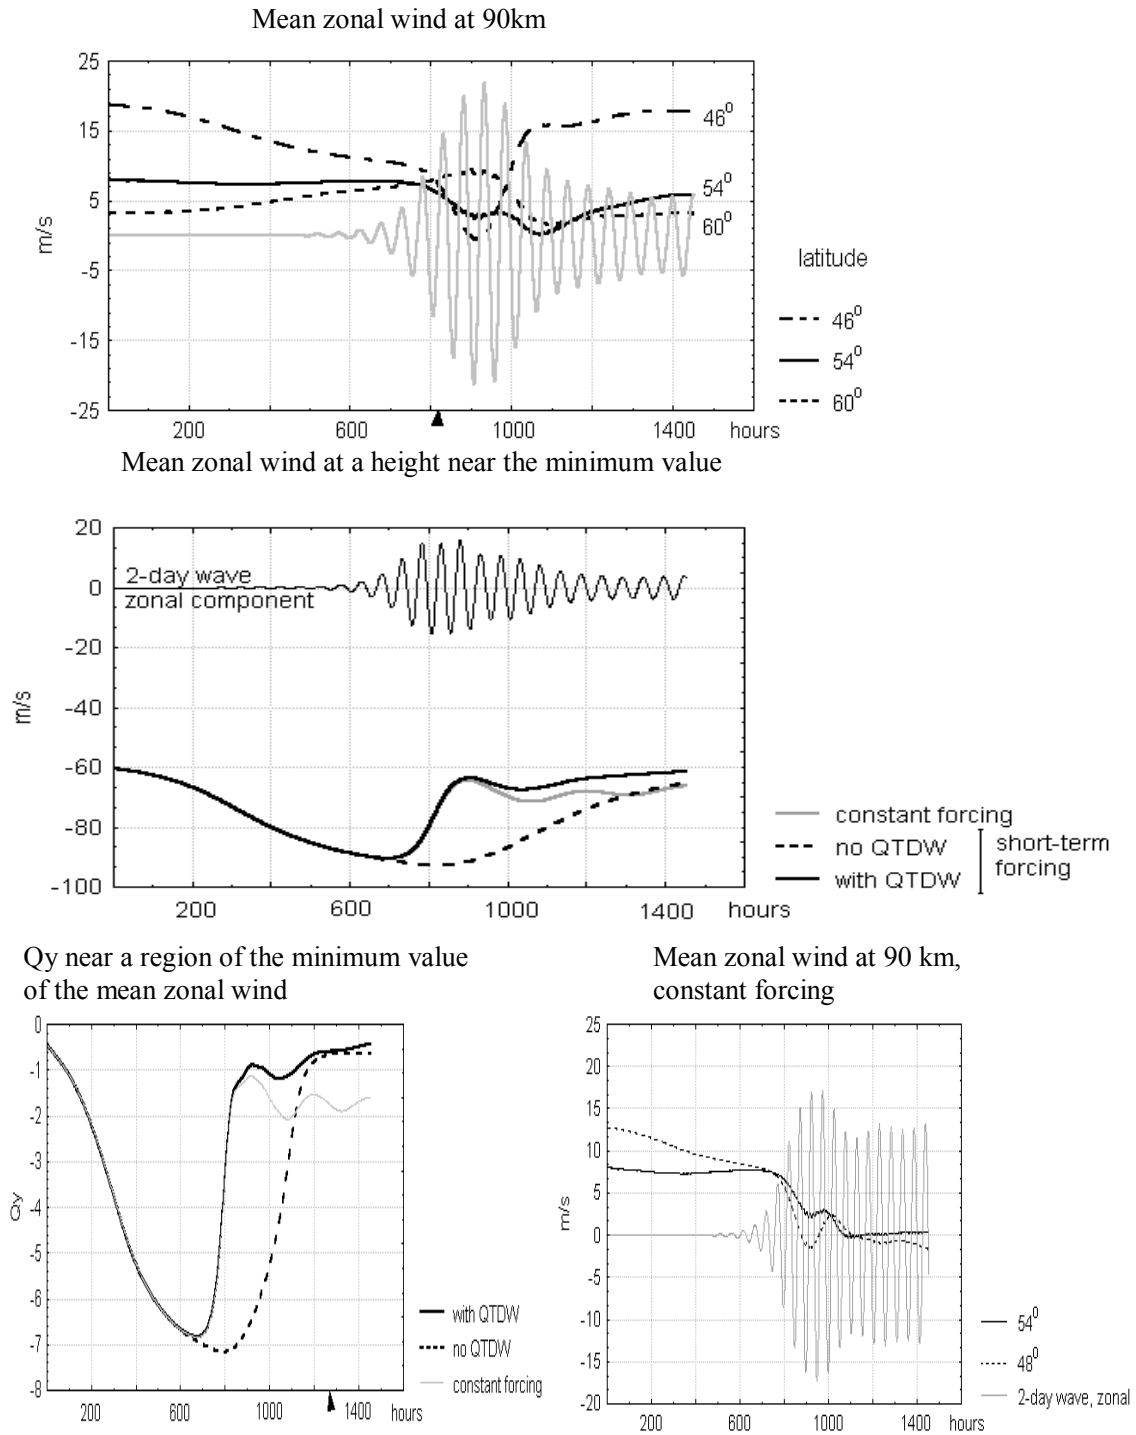 Mean zonal wind at 90km
25
15
5
-5
-15
-25
m/s
46⁰
54⁰
60⁰
latitude
46⁰
54⁰
60⁰
200 600 1000 1400 hours
Mean zonal wind at a height near the minimum value
20
0
-20
-40
-60
-80
-100
m/s
2-day wave
zonal component
constant forcing
no QTDW
with QTDW
short-term
forcing
200 600 1000 1400 hours
Qy near a region of the minimum value
of the mean zonal wind
0
-1
-2
-3
-4
-5
-6
-7
-8
Qy
with QTDW
no QTDW
constant forcing
200 600 1000 1400 hours
Mean zonal wind at 90 km,
constant forcing
25
20
15
10
5
0
-5
-10
-15
-20
m/s
54⁰
48⁰
2-day wave, zonal
200 600 1000 1400 hours